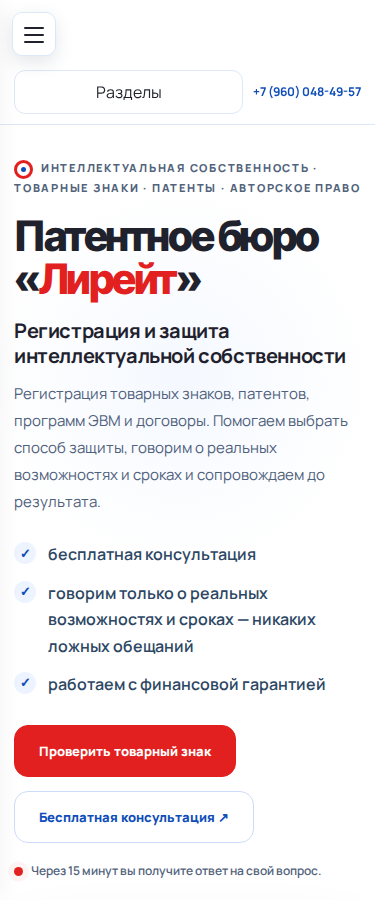 Разделы
+7 (960) 048-49-57
ИНТЕЛЛЕКТУАЛЬНАЯ СОБСТВЕННОСТЬ ·
ТОВАРНЫЕ ЗНАКИ · ПАТЕНТЫ · АВТОРСКОЕ ПРАВО
Патентное бюро
«Лирейт»
Регистрация и защита
интеллектуальной собственности
Регистрация товарных знаков, патентов,
программ ЭВМ и договоры. Помогаем выбрать
способ защиты, говорим о реальных
возможностях и сроках и сопровождаем до
результата.
✓ бесплатная консультация
✓ говорим только о реальных
возможностях и сроках — никаких
ложных обещаний
✓ работаем с финансовой гарантией
Проверить товарный знак
Бесплатная консультация ↗
Через 15 минут вы получите ответ на свой вопрос.